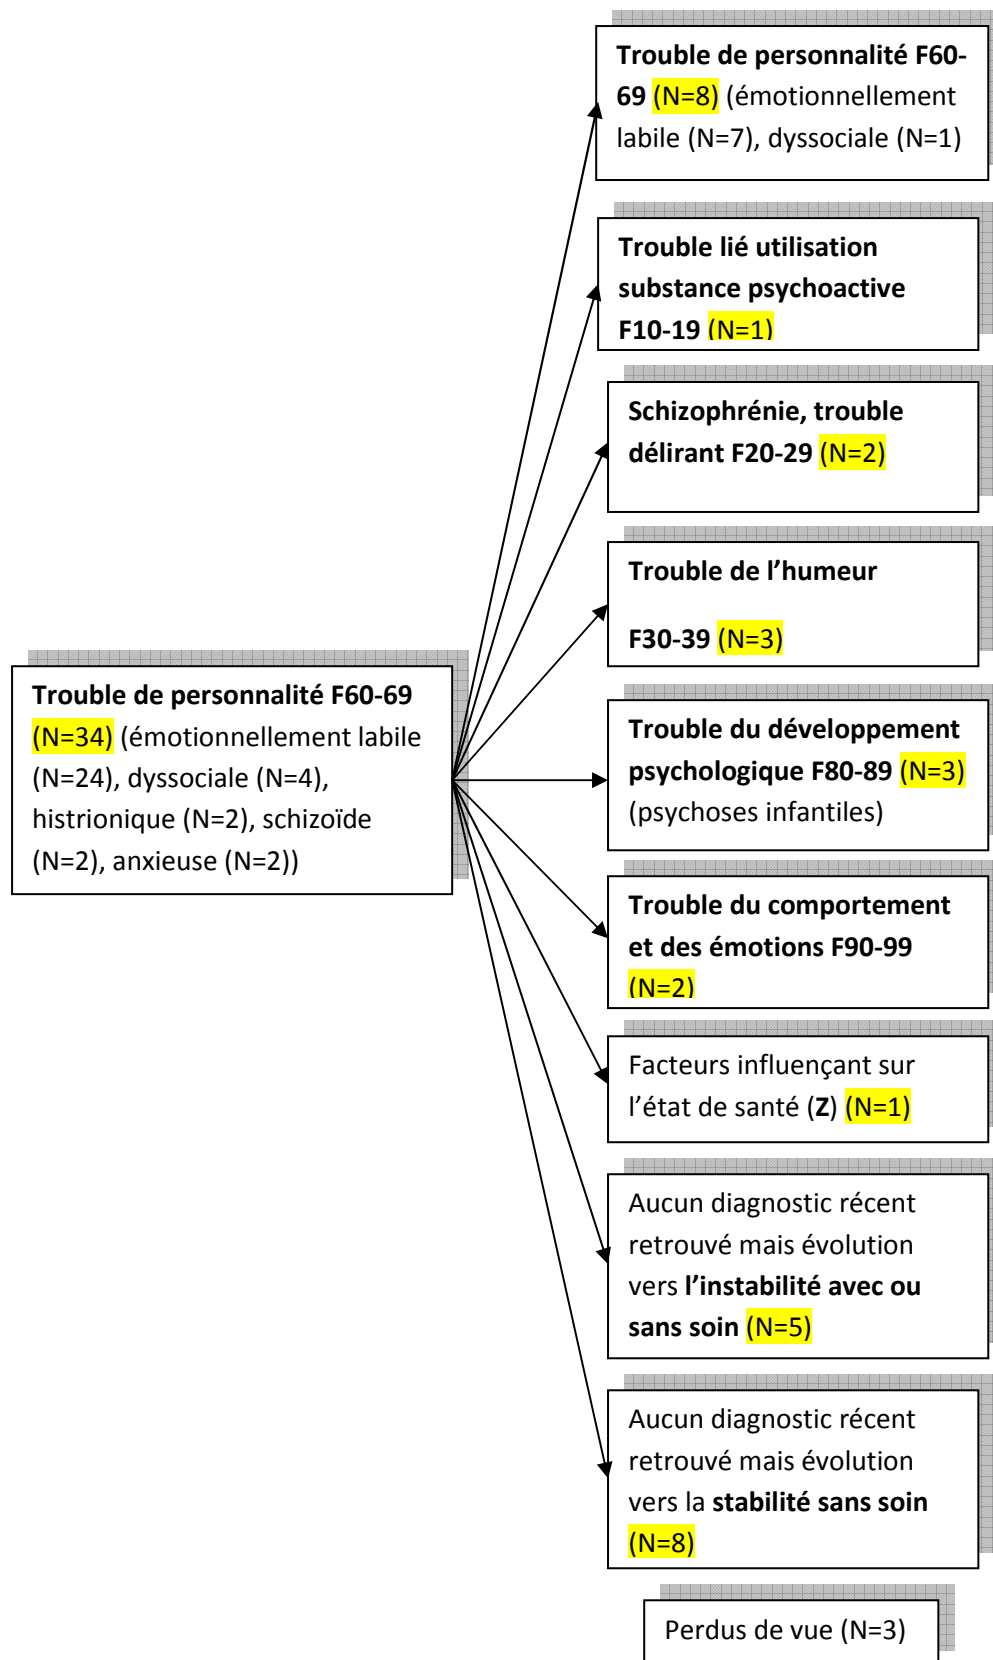 Trouble de personnalité F60-
69 (N=8) (émotionnellement
labile (N=7), dyssociale (N=1)
Trouble lié utilisation
substance psychoactive
F10-19 (N=1)
Schizophrénie, trouble
délirant F20-29 (N=2)
Trouble de l’humeur
F30-39 (N=3)
Trouble de personnalité F60-69
(N=34) (émotionnellement labile
(N=24), dyssociale (N=4),
histrionique (N=2), schizoïde
(N=2), anxieuse (N=2))
Trouble du développement
psychologique F80-89 (N=3)
(psychoses infantiles)
Trouble du comportement
et des émotions F90-99
(N=2)
Facteurs influençant sur
l’état de santé (Z) (N=1)
Aucun diagnostic récent
retrouvé mais évolution
vers l’instabilité avec ou
sans soin (N=5)
Aucun diagnostic récent
retrouvé mais évolution
vers la stabilité sans soin
(N=8)
Perdus de vue (N=3)